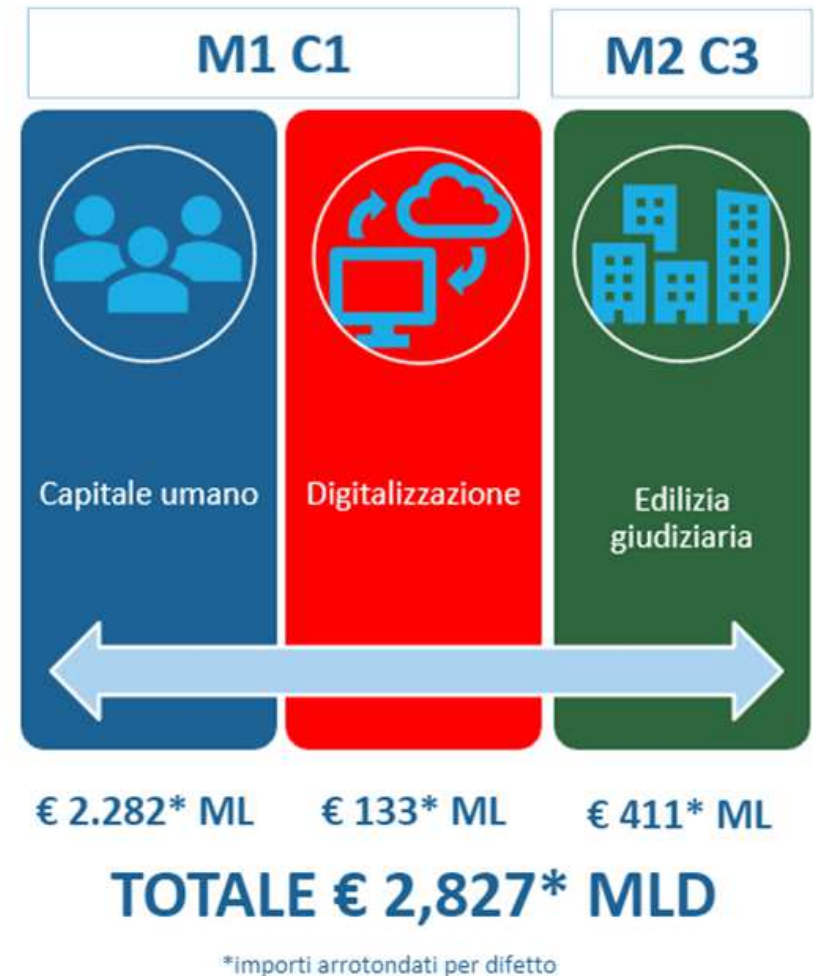 M1 C1
M2 C3
Capitale umano
Digitalizzazione
Edilizia
giudiziaria
€ 2.282* ML
€ 133* ML
€ 411* ML
TOTALE € 2,827* MLD
*importi arrotondati per difetto